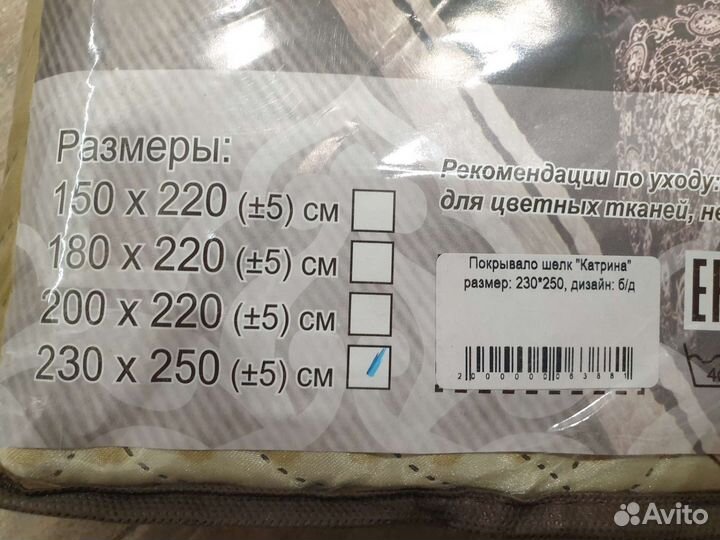 Размеры:
150 x 220 (±5) см
180 x 220 (±5) см
200 x 220 (±5) см
230 x 250 (±5) см
Рекомендации по уходу:
для цветных тканей, не
Покрывало шелк "Катрина"
размер: 230*250, дизайн: б/д
Avito